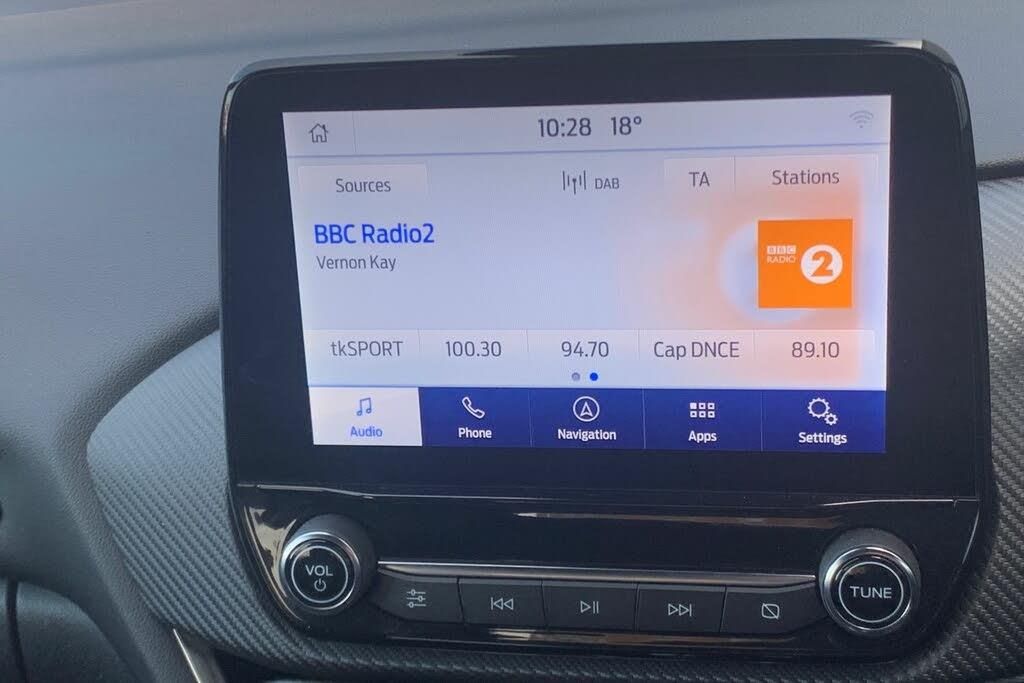 10:28 18°
Sources
DAB
TA
Stations
BBC Radio2
Vernon Kay
BBC
RADIO 2
tkSPORT
100.30
94.70
Cap DNCE
89.10
Audio
Phone
Navigation
Apps
Settings
VOL
TUNE